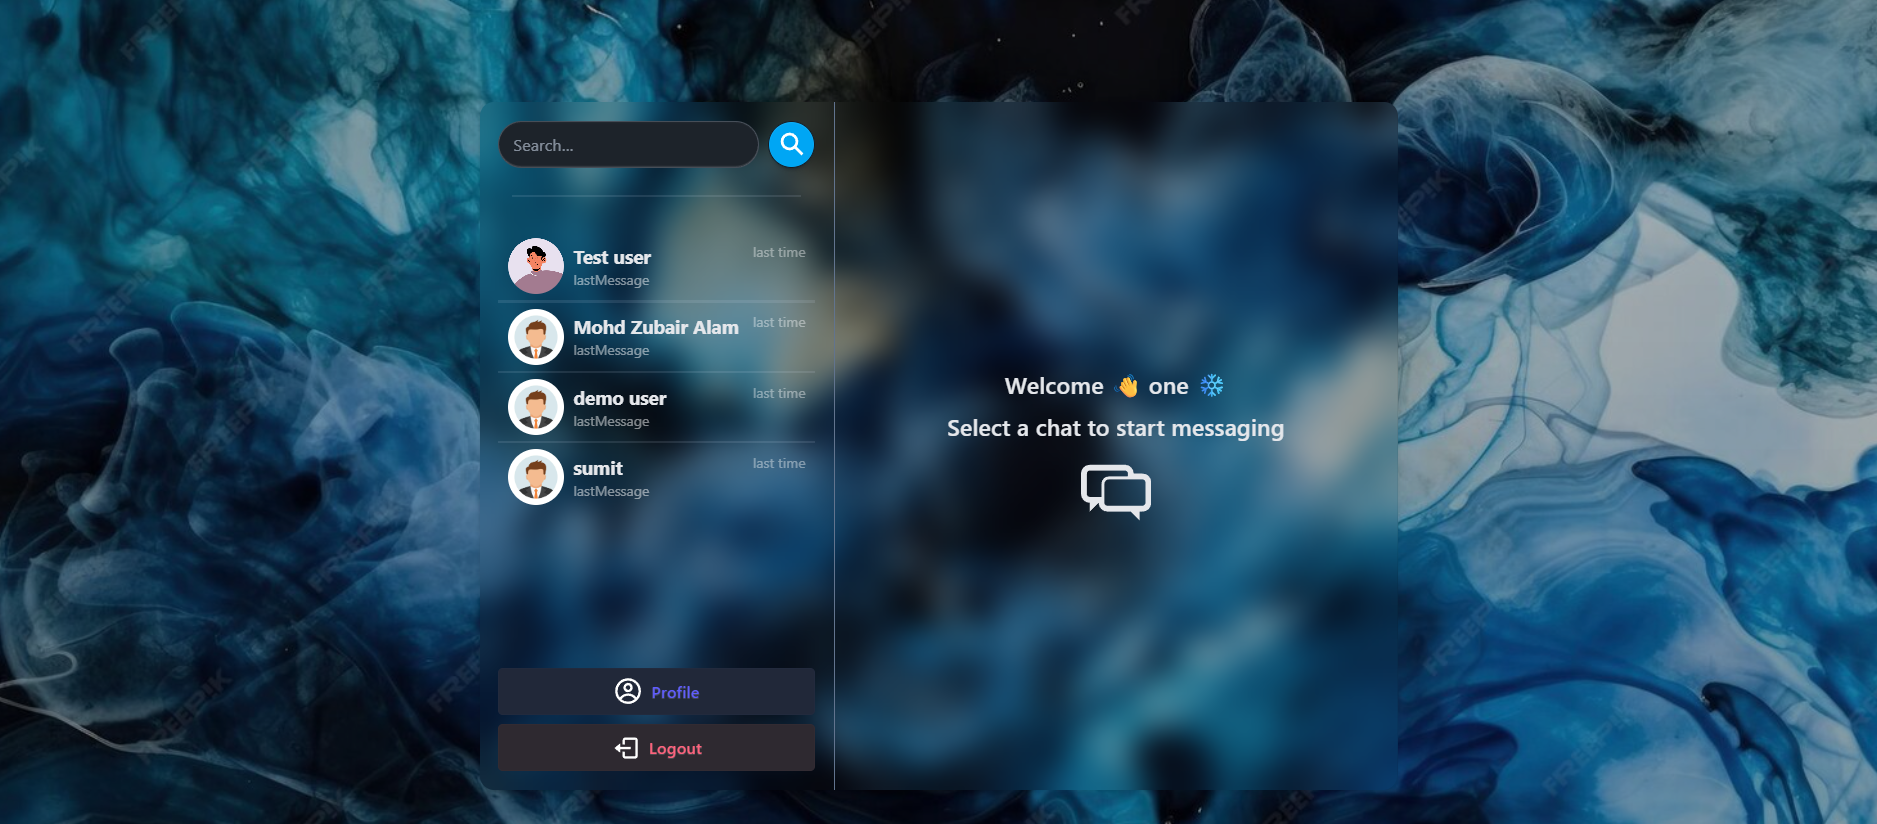 Search...
Test user
last time
lastMessage
Mohd Zubair Alam
last time
lastMessage
demo user
last time
lastMessage
sumit
last time
lastMessage
Profile
Logout
Welcome 👋 one ❄️
Select a chat to start messaging
FREEPIK